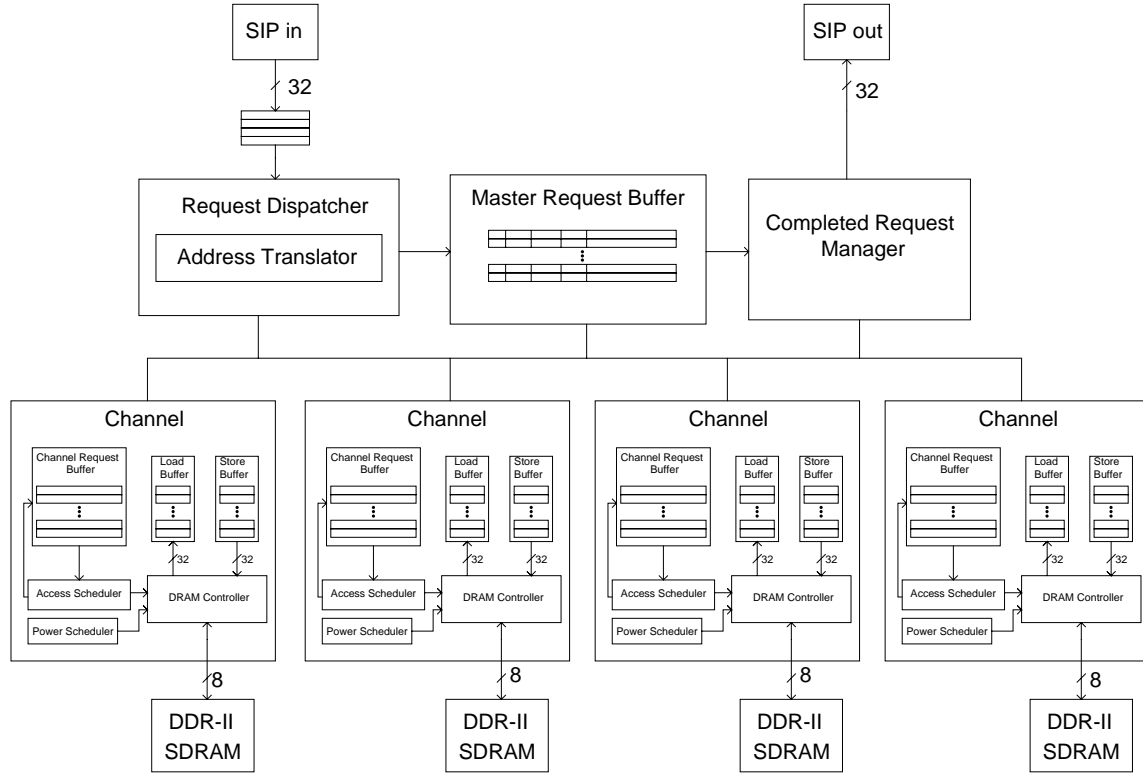 SIP in
SIP out
32
32
Request Dispatcher
Address Translator
Master Request Buffer
Completed Request
Manager
Channel
Channel Request
Buffer
Load
Buffer
Store
Buffer
32
32
Access Scheduler
DRAM Controller
Power Scheduler
8
DDR-II
SDRAM
Channel
Channel Request
Buffer
Load
Buffer
Store
Buffer
32
32
Access Scheduler
DRAM Controller
Power Scheduler
8
DDR-II
SDRAM
Channel
Channel Request
Buffer
Load
Buffer
Store
Buffer
32
32
Access Scheduler
DRAM Controller
Power Scheduler
8
DDR-II
SDRAM
Channel
Channel Request
Buffer
Load
Buffer
Store
Buffer
32
32
Access Scheduler
DRAM Controller
Power Scheduler
8
DDR-II
SDRAM